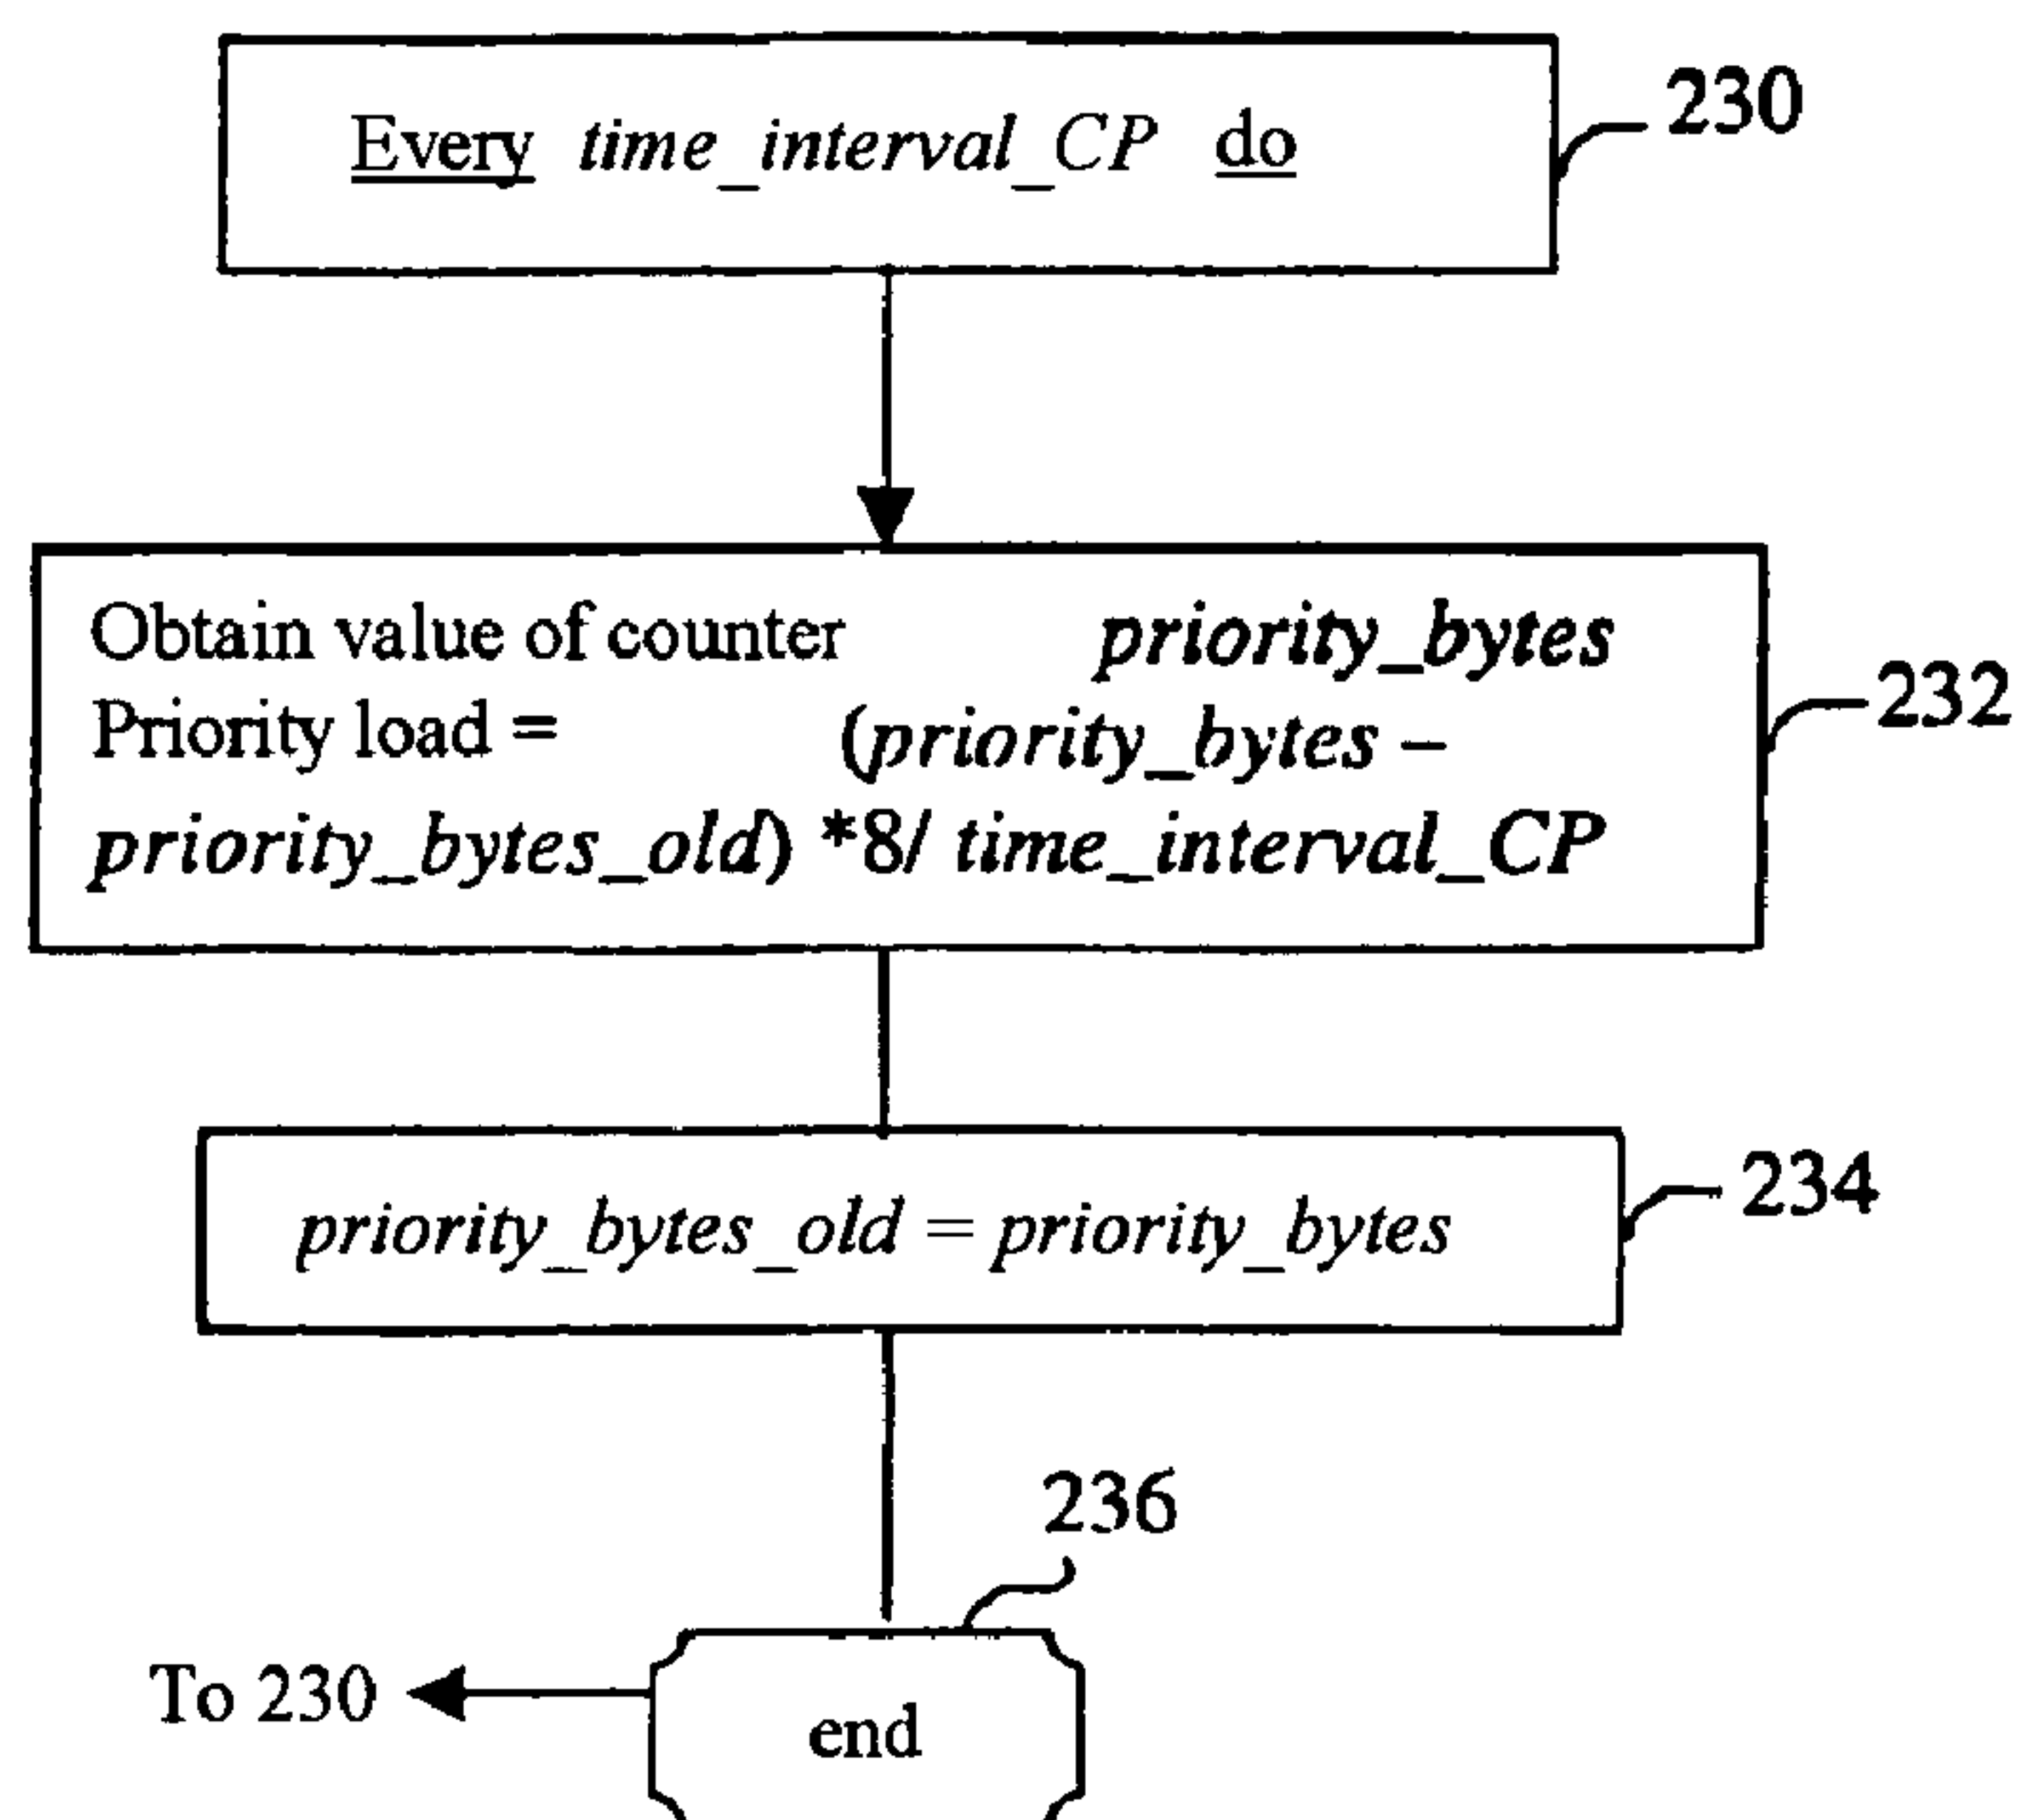 Every time_interval_CP do
230
Obtain value of counter priority_bytes
Priority load = (priority_bytes –
priority_bytes_old) *8/ time_interval_CP
232
priority_bytes_old = priority_bytes
234
236
To 230
end